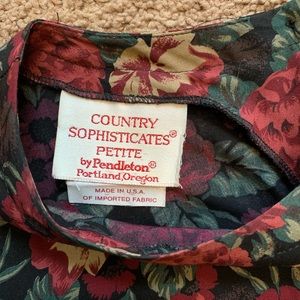 COUNTRY
SOPHISTICATES®
PETITE
by Pendleton®
Portland, Oregon
MADE IN U.S.A.
OF IMPORTED FABRIC